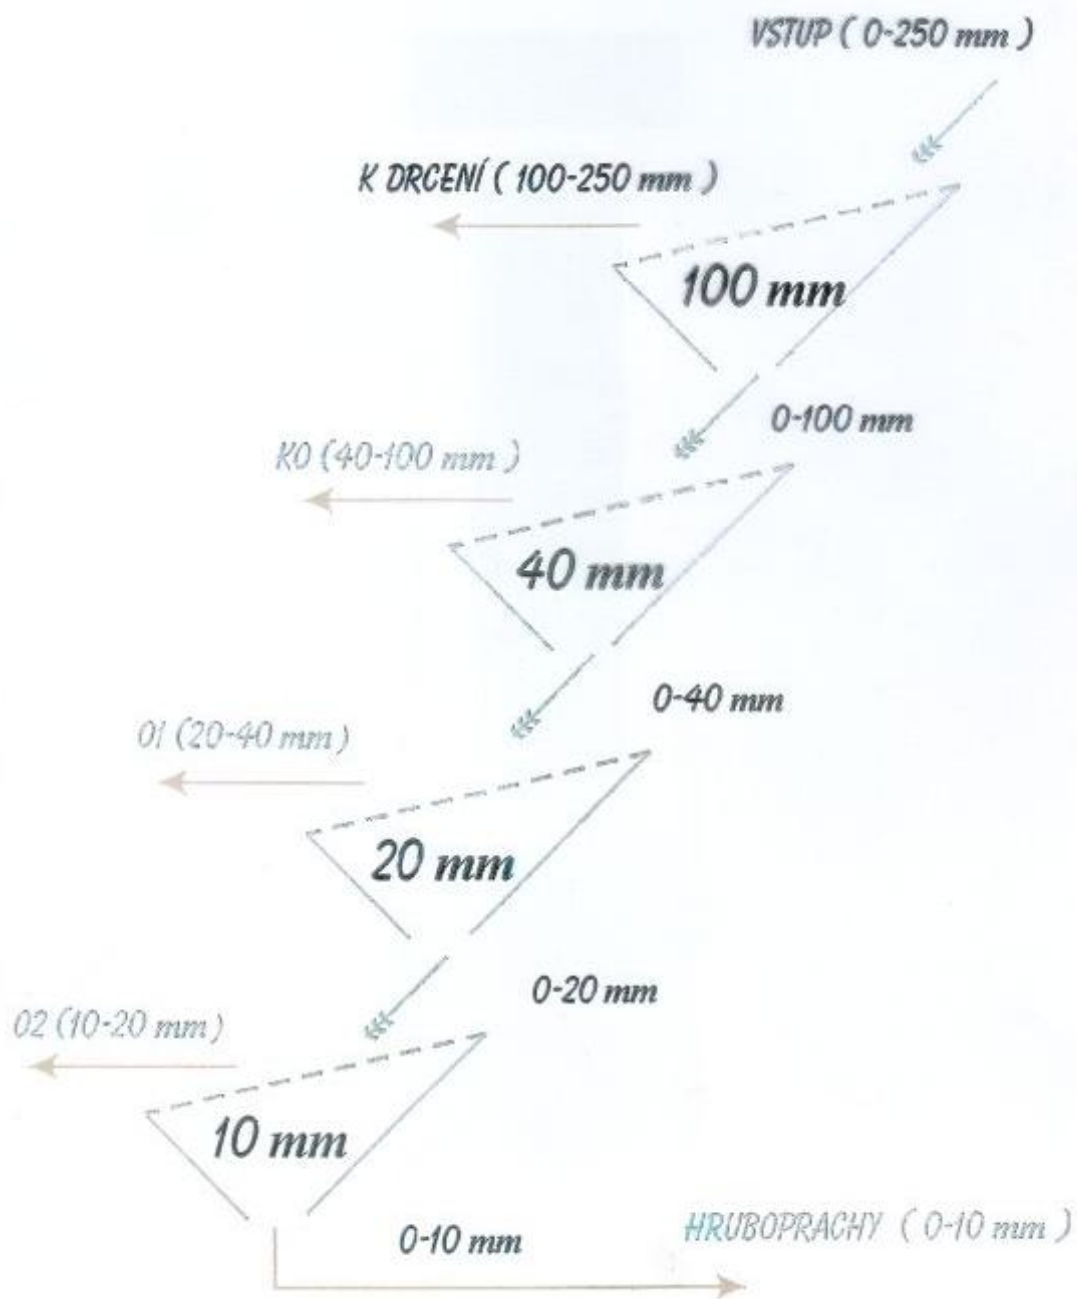 VSTUP ( 0-250 mm )
K DRCENÍ ( 100-250 mm )
100 mm
0-100 mm
KO (40-100 mm )
40 mm
0-40 mm
O1 (20-40 mm )
20 mm
0-20 mm
O2 (10-20 mm )
10 mm
0-10 mm
HRUBOPRACHY ( 0-10 mm )